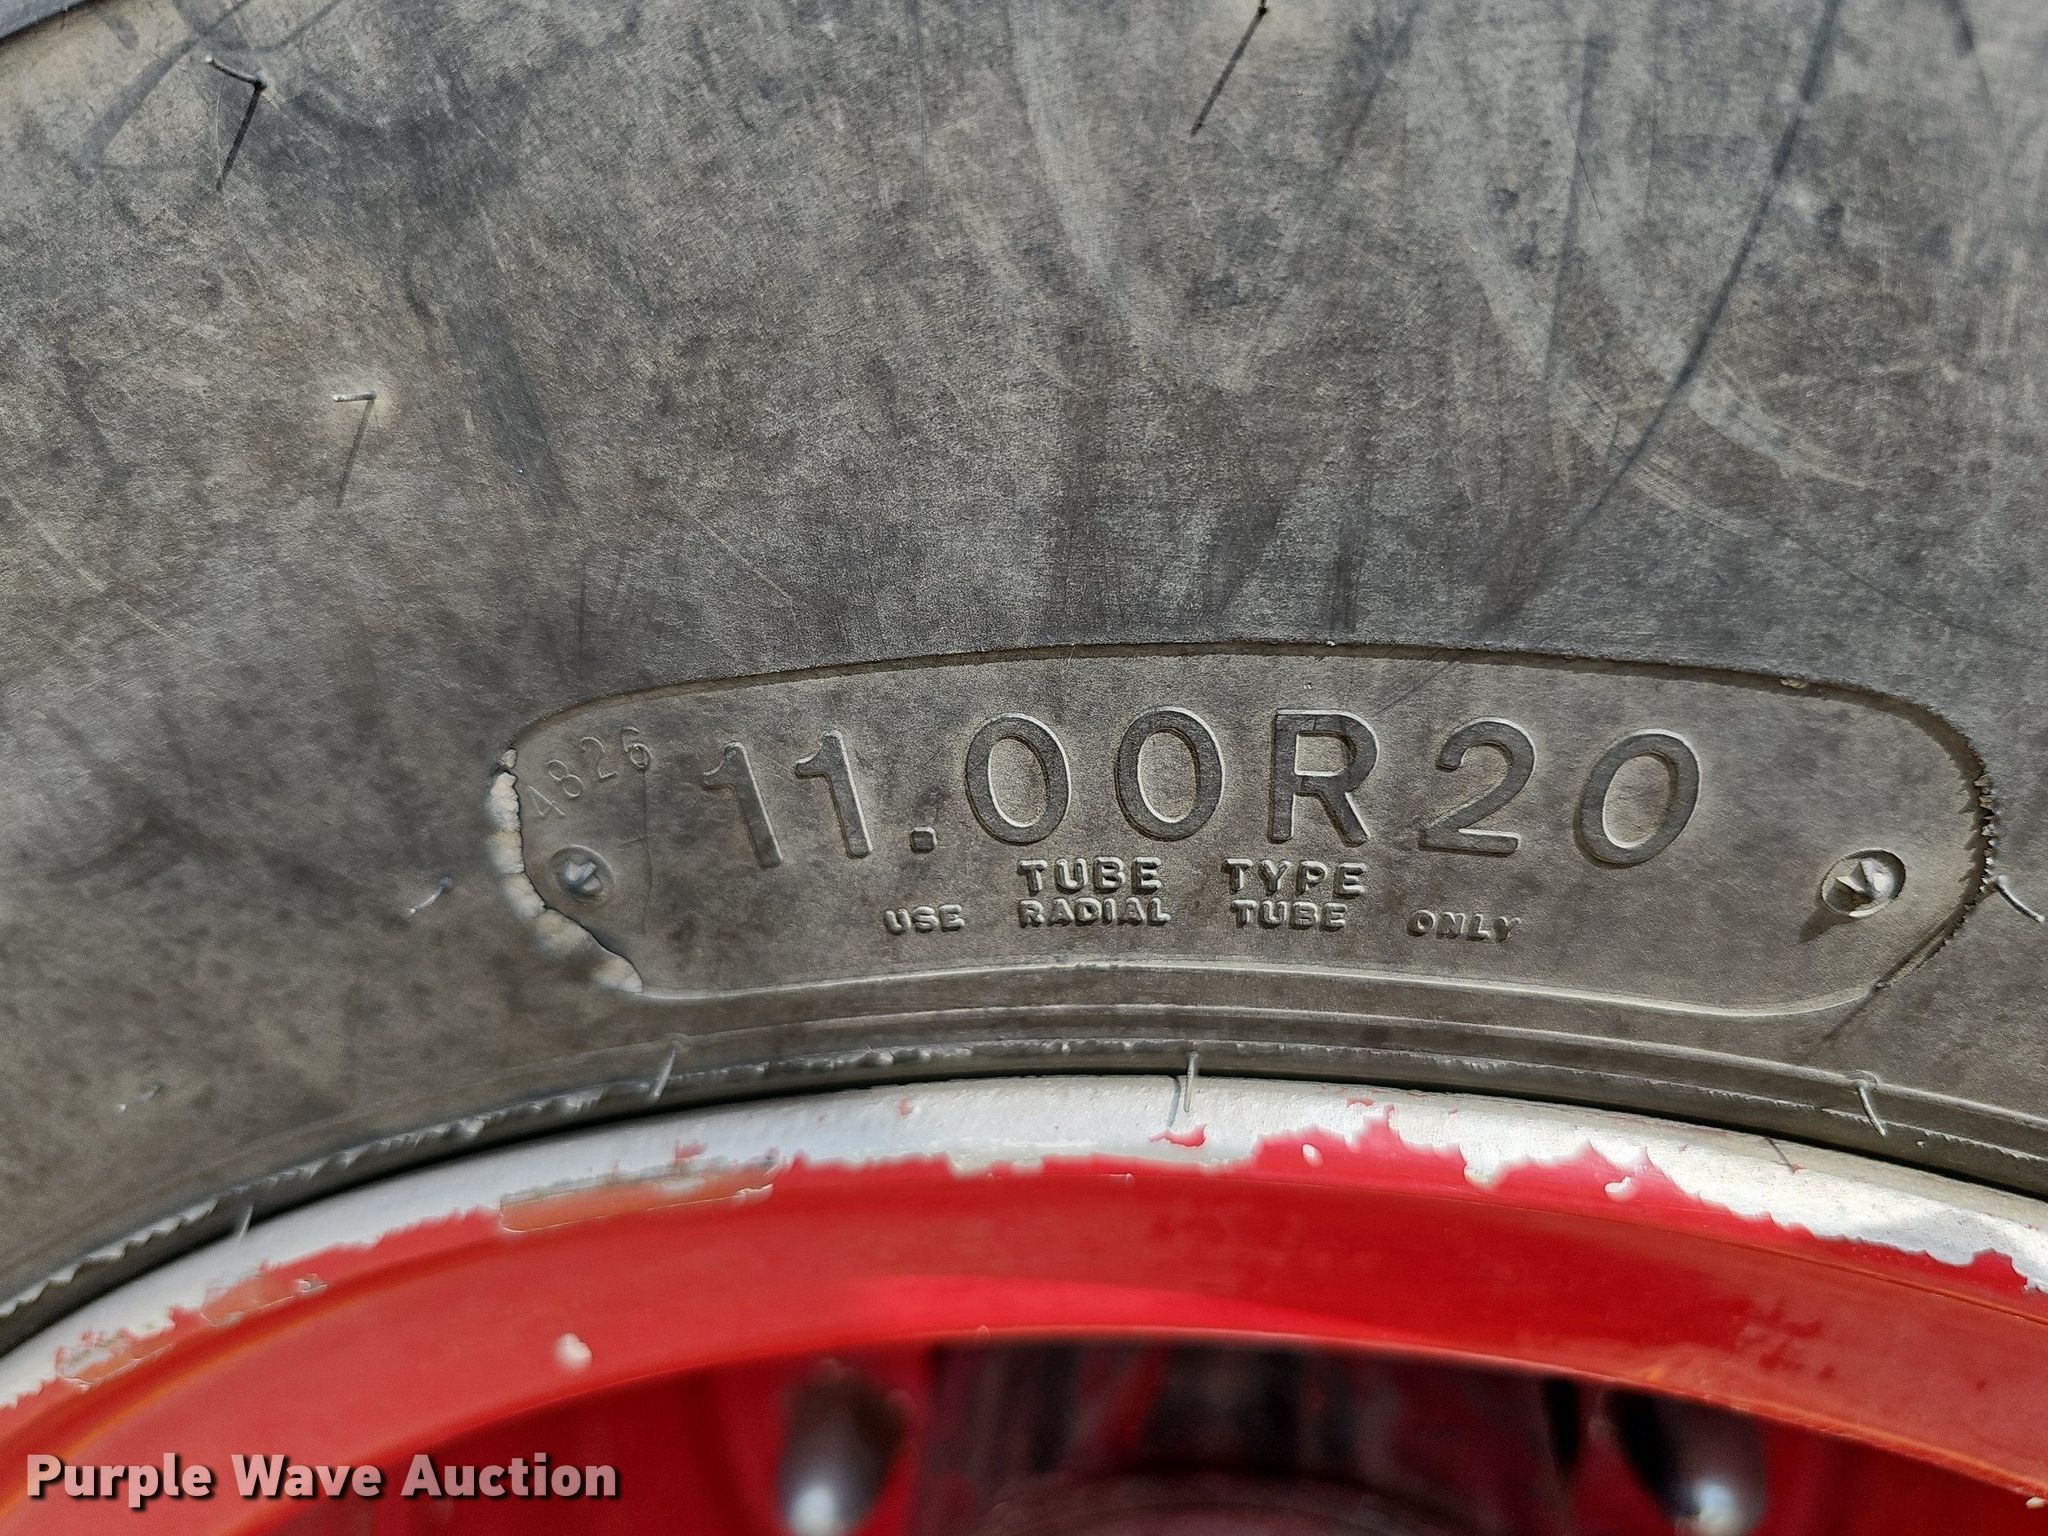 4826
11.00R20
TUBE TYPE
USE RADIAL TUBE ONLY
Purple Wave Auction